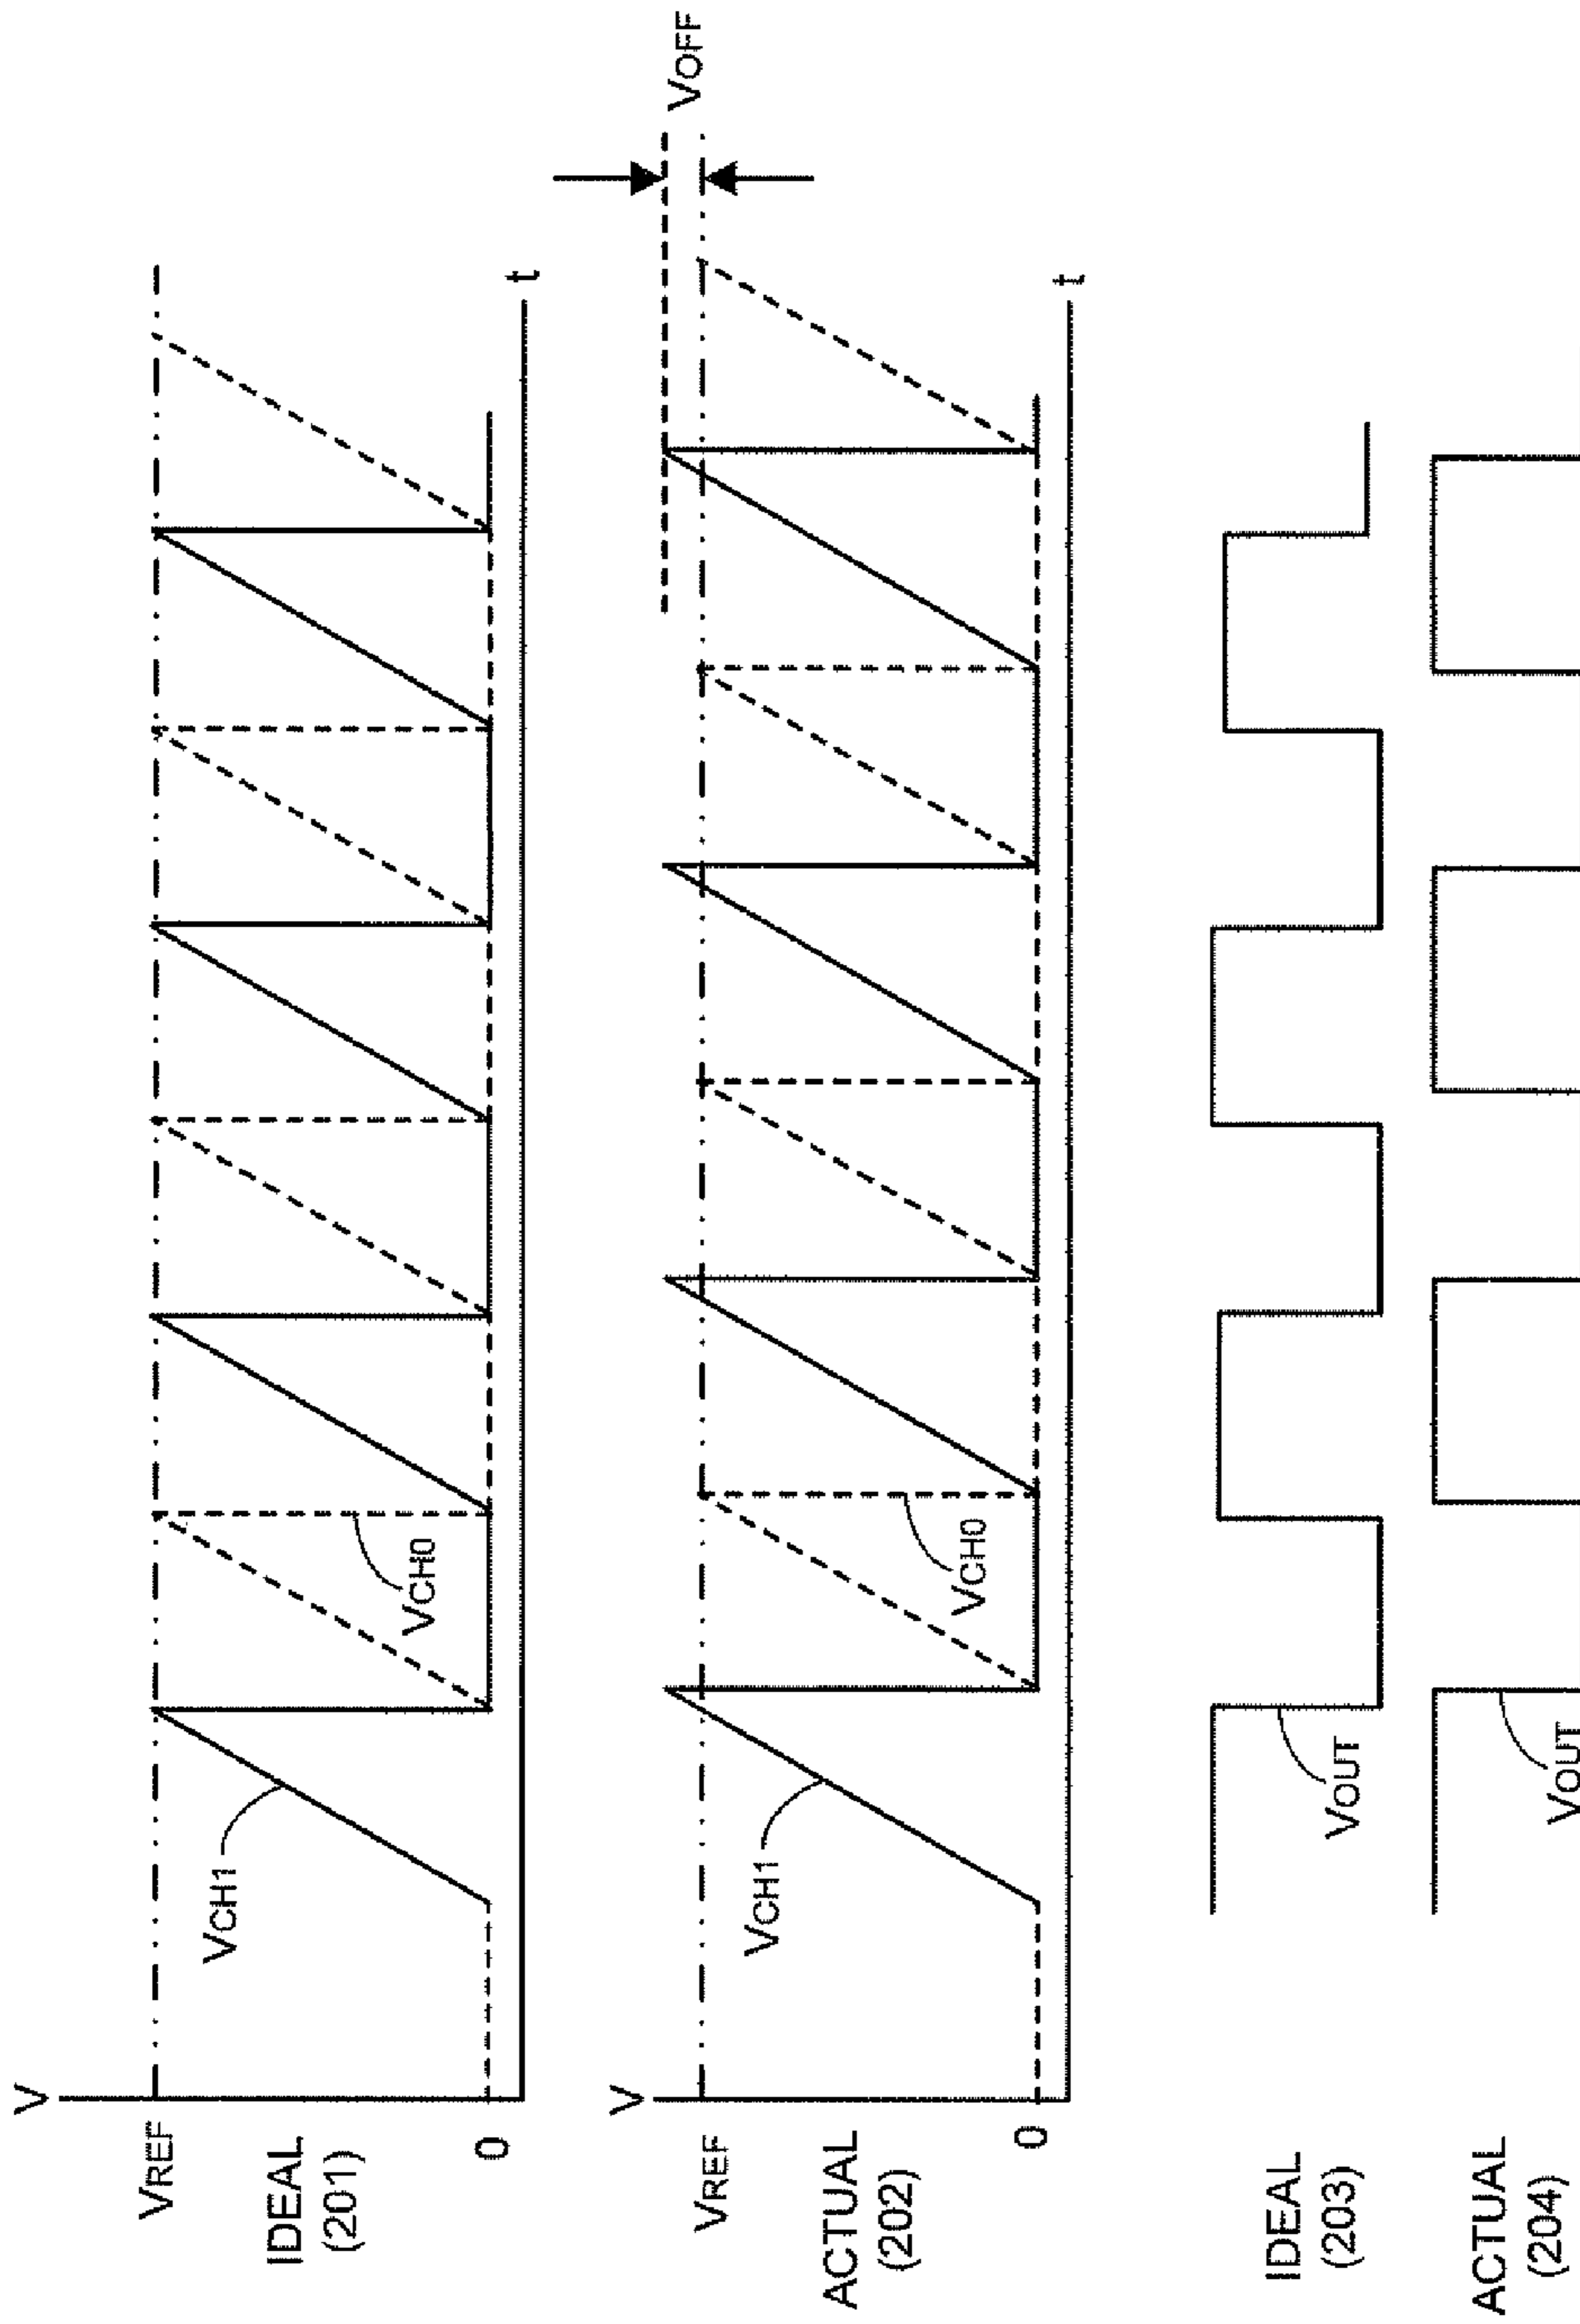 V
VREF
IDEAL
(201)
0
VCH1
VCH0
t
V
VREF
ACTUAL
(202)
0
VCH1
VCH0
VOFF
t
IDEAL
(203)
VOUT
ACTUAL
(204)
VOUT